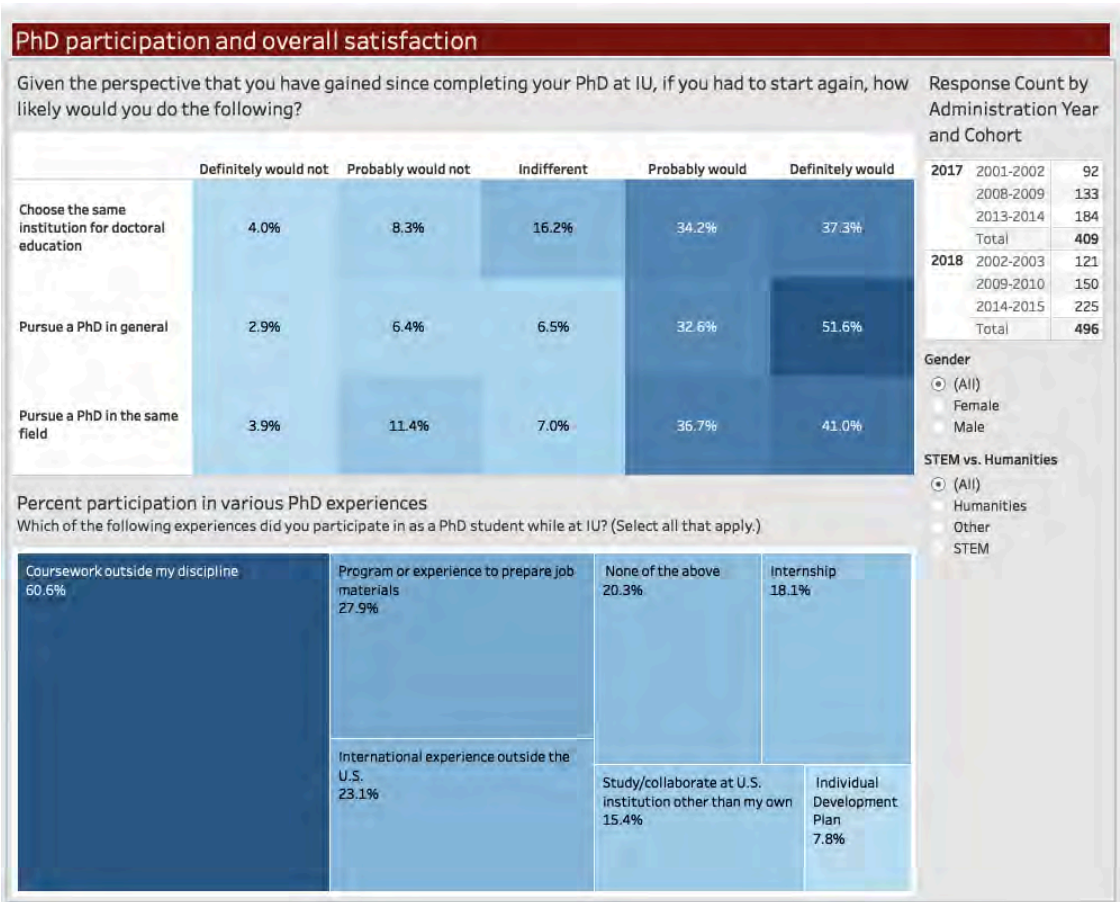 PhD participation and overall satisfaction
Given the perspective that you have gained since completing your PhD at IU, if you had to start again, how
likely would you do the following?
Definitely would not Probably would not Indifferent Probably would Definitely would
Choose the same
institution for doctoral
education
4.0% 8.3% 16.2% 34.2% 37.3%
Pursue a PhD in general 2.9% 6.4% 6.5% 32.6% 51.6%
Pursue a PhD in the same
field
3.9% 11.4% 7.0% 36.7% 41.0%
Response Count by
Administration Year
and Cohort
2017 2001-2002 92
2008-2009 133
2013-2014 184
Total 409
2018 2002-2003 121
2009-2010 150
2014-2015 225
Total 496
Gender
(All)
Female
Male
STEM vs. Humanities
(All)
Humanities
Other
STEM
Percent participation in various PhD experiences
Which of the following experiences did you participate in as a PhD student while at IU? (Select all that apply.)
Coursework outside my discipline
60.6%
Program or experience to prepare job
materials
27.9%
International experience outside the
U.S.
23.1%
None of the above
20.3%
Internship
18.1%
Study/collaborate at U.S.
institution other than my own
15.4%
Individual
Development
Plan
7.8%